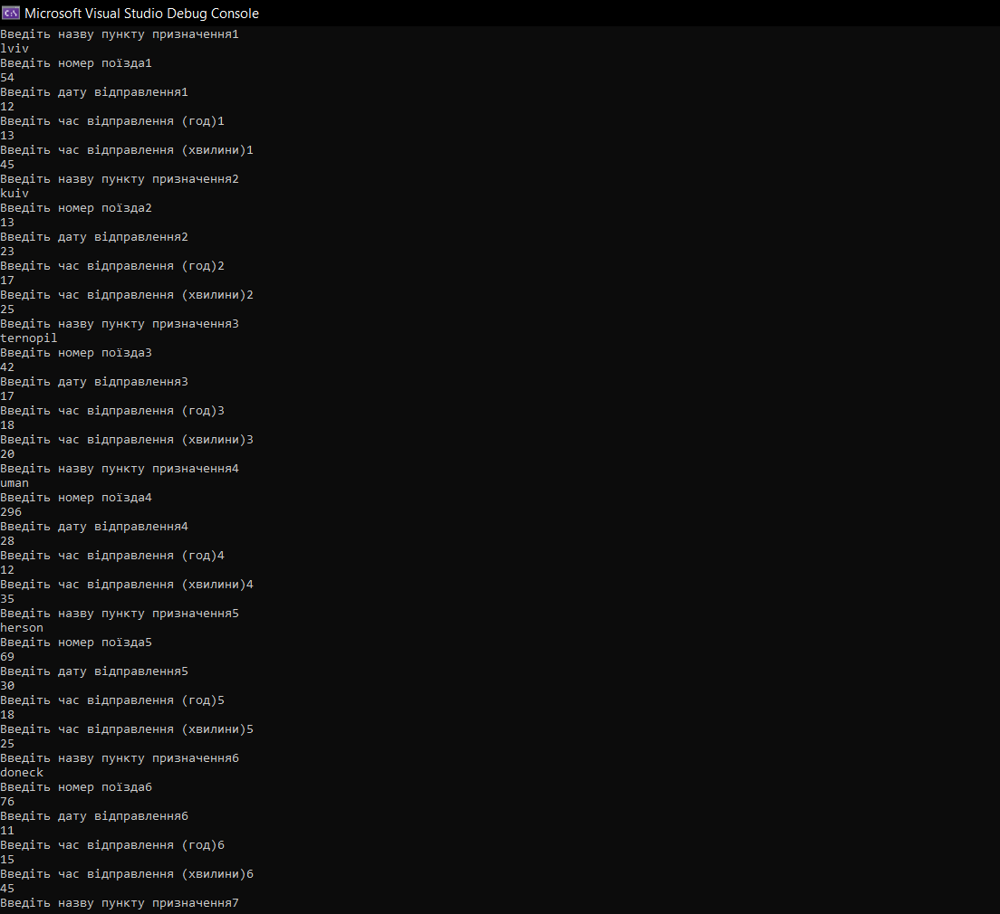 Microsoft Visual Studio Debug Console
Введіть назву пункту призначення1
lviv
Введіть номер поїзда1
54
Введіть дату відправлення1
12
Введіть час відправлення (год)1
13
Введіть час відправлення (хвилини)1
45
Введіть назву пункту призначення2
kuiv
Введіть номер поїзда2
13
Введіть дату відправлення2
23
Введіть час відправлення (год)2
17
Введіть час відправлення (хвилини)2
25
Введіть назву пункту призначення3
ternopil
Введіть номер поїзда3
42
Введіть дату відправлення3
17
Введіть час відправлення (год)3
18
Введіть час відправлення (хвилини)3
20
Введіть назву пункту призначення4
uman
Введіть номер поїзда4
296
Введіть дату відправлення4
28
Введіть час відправлення (год)4
12
Введіть час відправлення (хвилини)4
35
Введіть назву пункту призначення5
herson
Введіть номер поїзда5
69
Введіть дату відправлення5
30
Введіть час відправлення (год)5
18
Введіть час відправлення (хвилини)5
25
Введіть назву пункту призначення6
doneck
Введіть номер поїзда6
76
Введіть дату відправлення6
11
Введіть час відправлення (год)6
15
Введіть час відправлення (хвилини)6
45
Введіть назву пункту призначення7